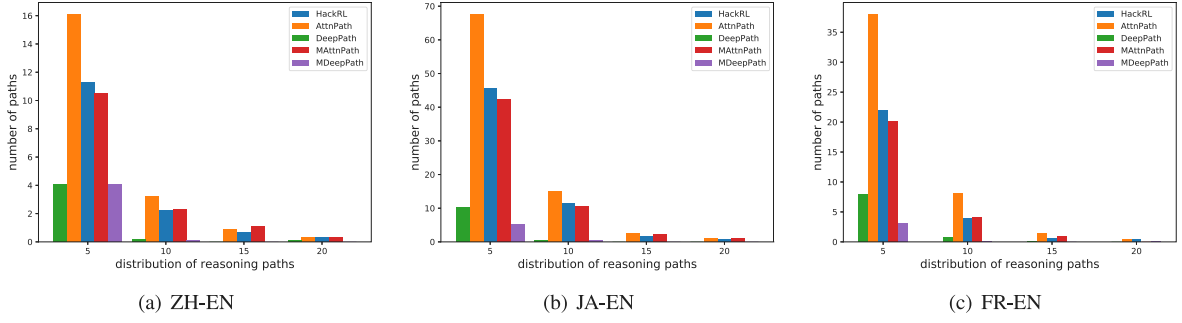 16
14
12
10
8
6
4
2
0
number of paths
5
10
15
20
distribution of reasoning paths
HackRL
AttnPath
DeepPath
MAttnPath
MDeepPath
(a) ZH-EN
70
60
50
40
30
20
10
0
number of paths
5
10
15
20
distribution of reasoning paths
HackRL
AttnPath
DeepPath
MAttnPath
MDeepPath
(b) JA-EN
35
30
25
20
15
10
5
0
number of paths
5
10
15
20
distribution of reasoning paths
HackRL
AttnPath
DeepPath
MAttnPath
MDeepPath
(c) FR-EN